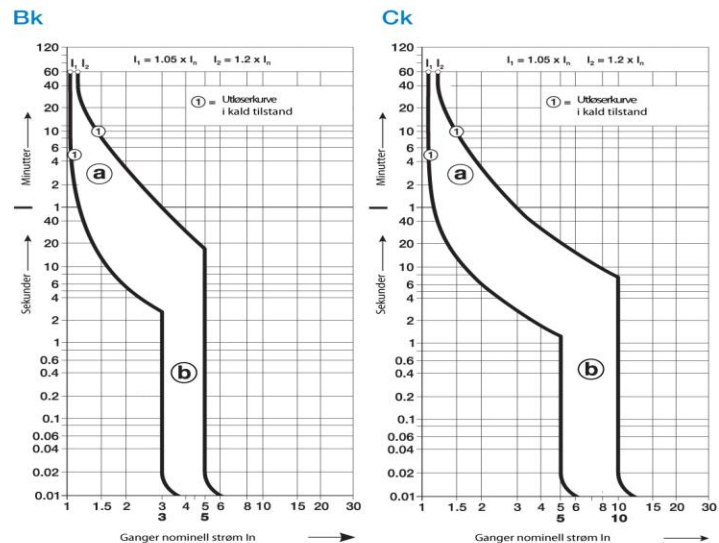 Bk
120
60
40
20
10
6
4
2
1
40
20
10
6
4
2
1
0.6
0.4
0.2
0.1
0.06
0.04
0.02
0.01
Minutter
Sekunder
I1 I2
I1 = 1.05 x In I2 = 1.2 x In
1 = Utløserkurve
i kald tilstand
1
1
a
b
1 1.5 2 3 4 6 8 10 15 20 30
3 5
Ganger nominell strøm In
Ck
120
60
40
20
10
6
4
2
1
40
20
10
6
4
2
1
0.6
0.4
0.2
0.1
0.06
0.04
0.02
0.01
Minutter
Sekunder
I1 I2
I1 = 1.05 x In I2 = 1.2 x In
1 = Utløserkurve
i kald tilstand
1
1
a
b
1 1.5 2 3 4 5 6 8 10 15 20 30
5 10
Ganger nominell strøm In